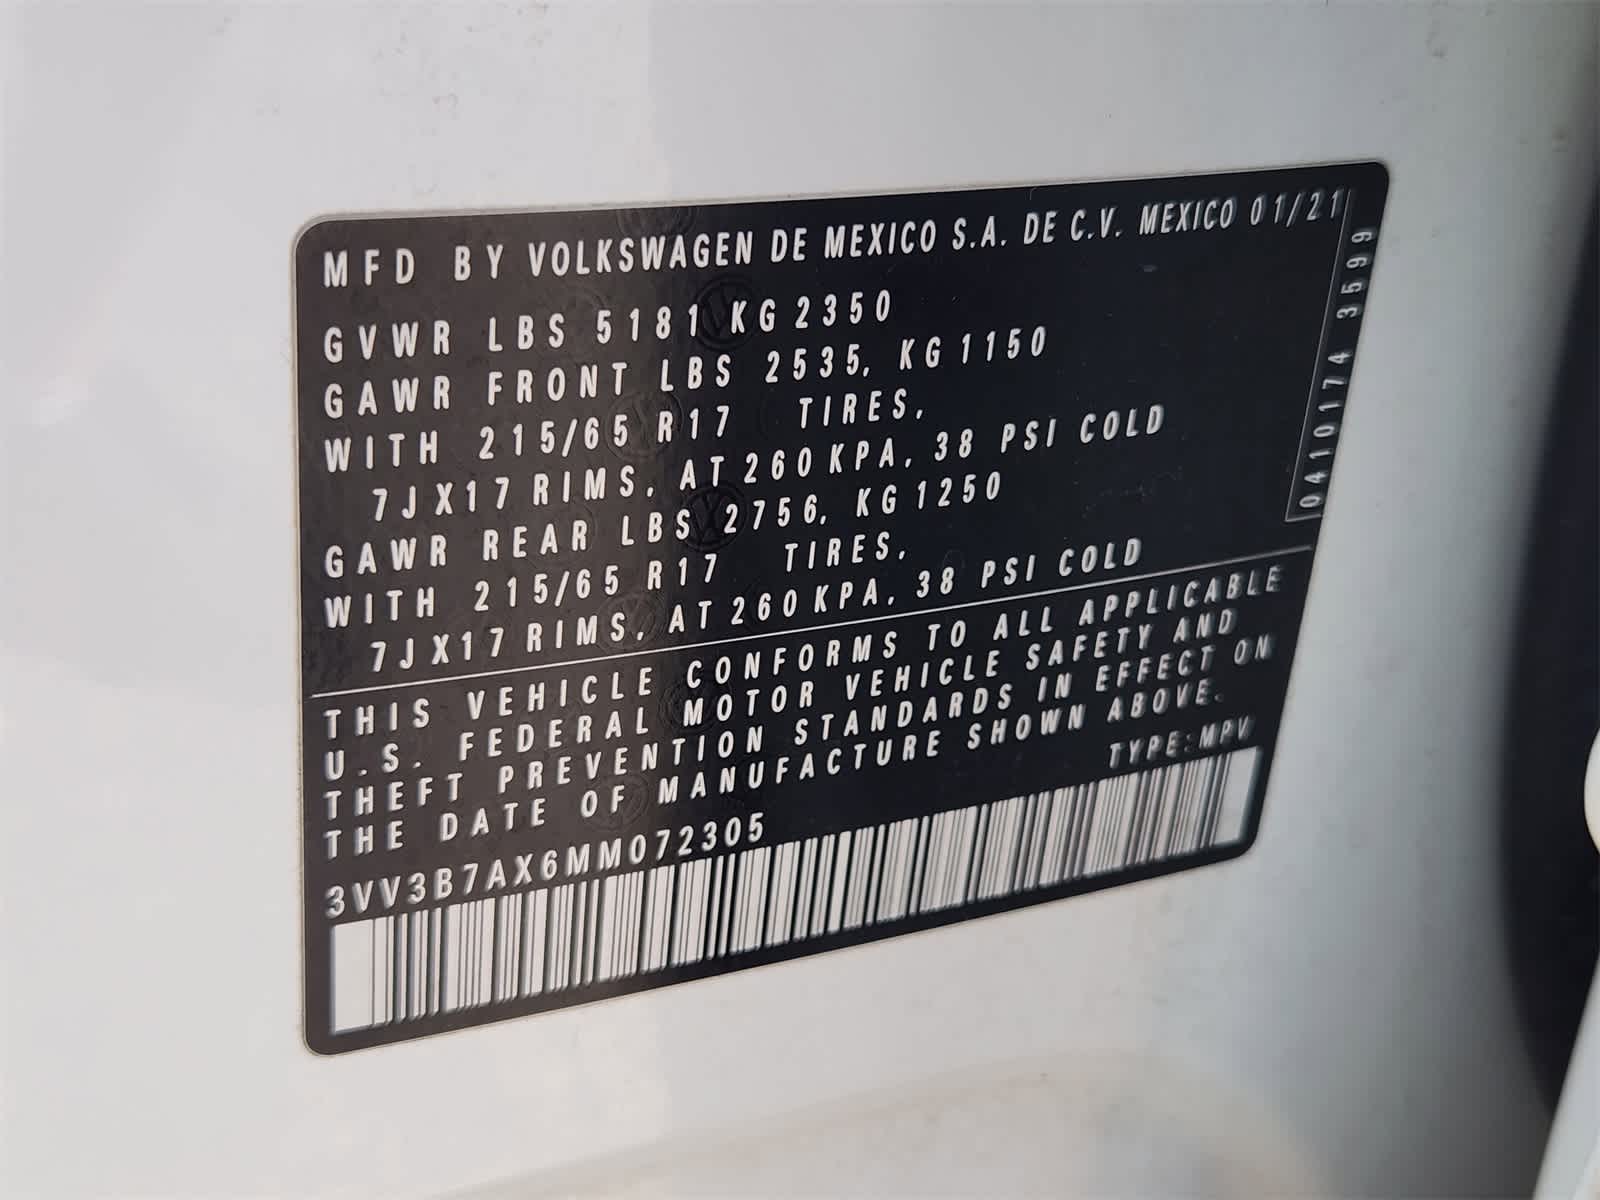 MFD BY VOLKSWAGEN DE MEXICO S.A. DE C.V. MEXICO 01/21
GVWR LBS 5181 KG 2350
GAWR FRONT LBS 2535, KG 1150
WITH 215/65 R17 TIRES,
7JX17 RIMS, AT 260 KPA, 38 PSI COLD
GAWR REAR LBS 2756, KG 1250
WITH 215/65 R17 TIRES,
7JX17 RIMS, AT 260 KPA, 38 PSI COLD
THIS VEHICLE CONFORMS TO ALL APPLICABLE
U.S. FEDERAL MOTOR VEHICLE SAFETY AND
THEFT PREVENTION STANDARDS IN EFFECT ON
THE DATE OF MANUFACTURE SHOWN ABOVE.
TYPE:MPV
3VV3B7AX6MM072305
0410174 3599